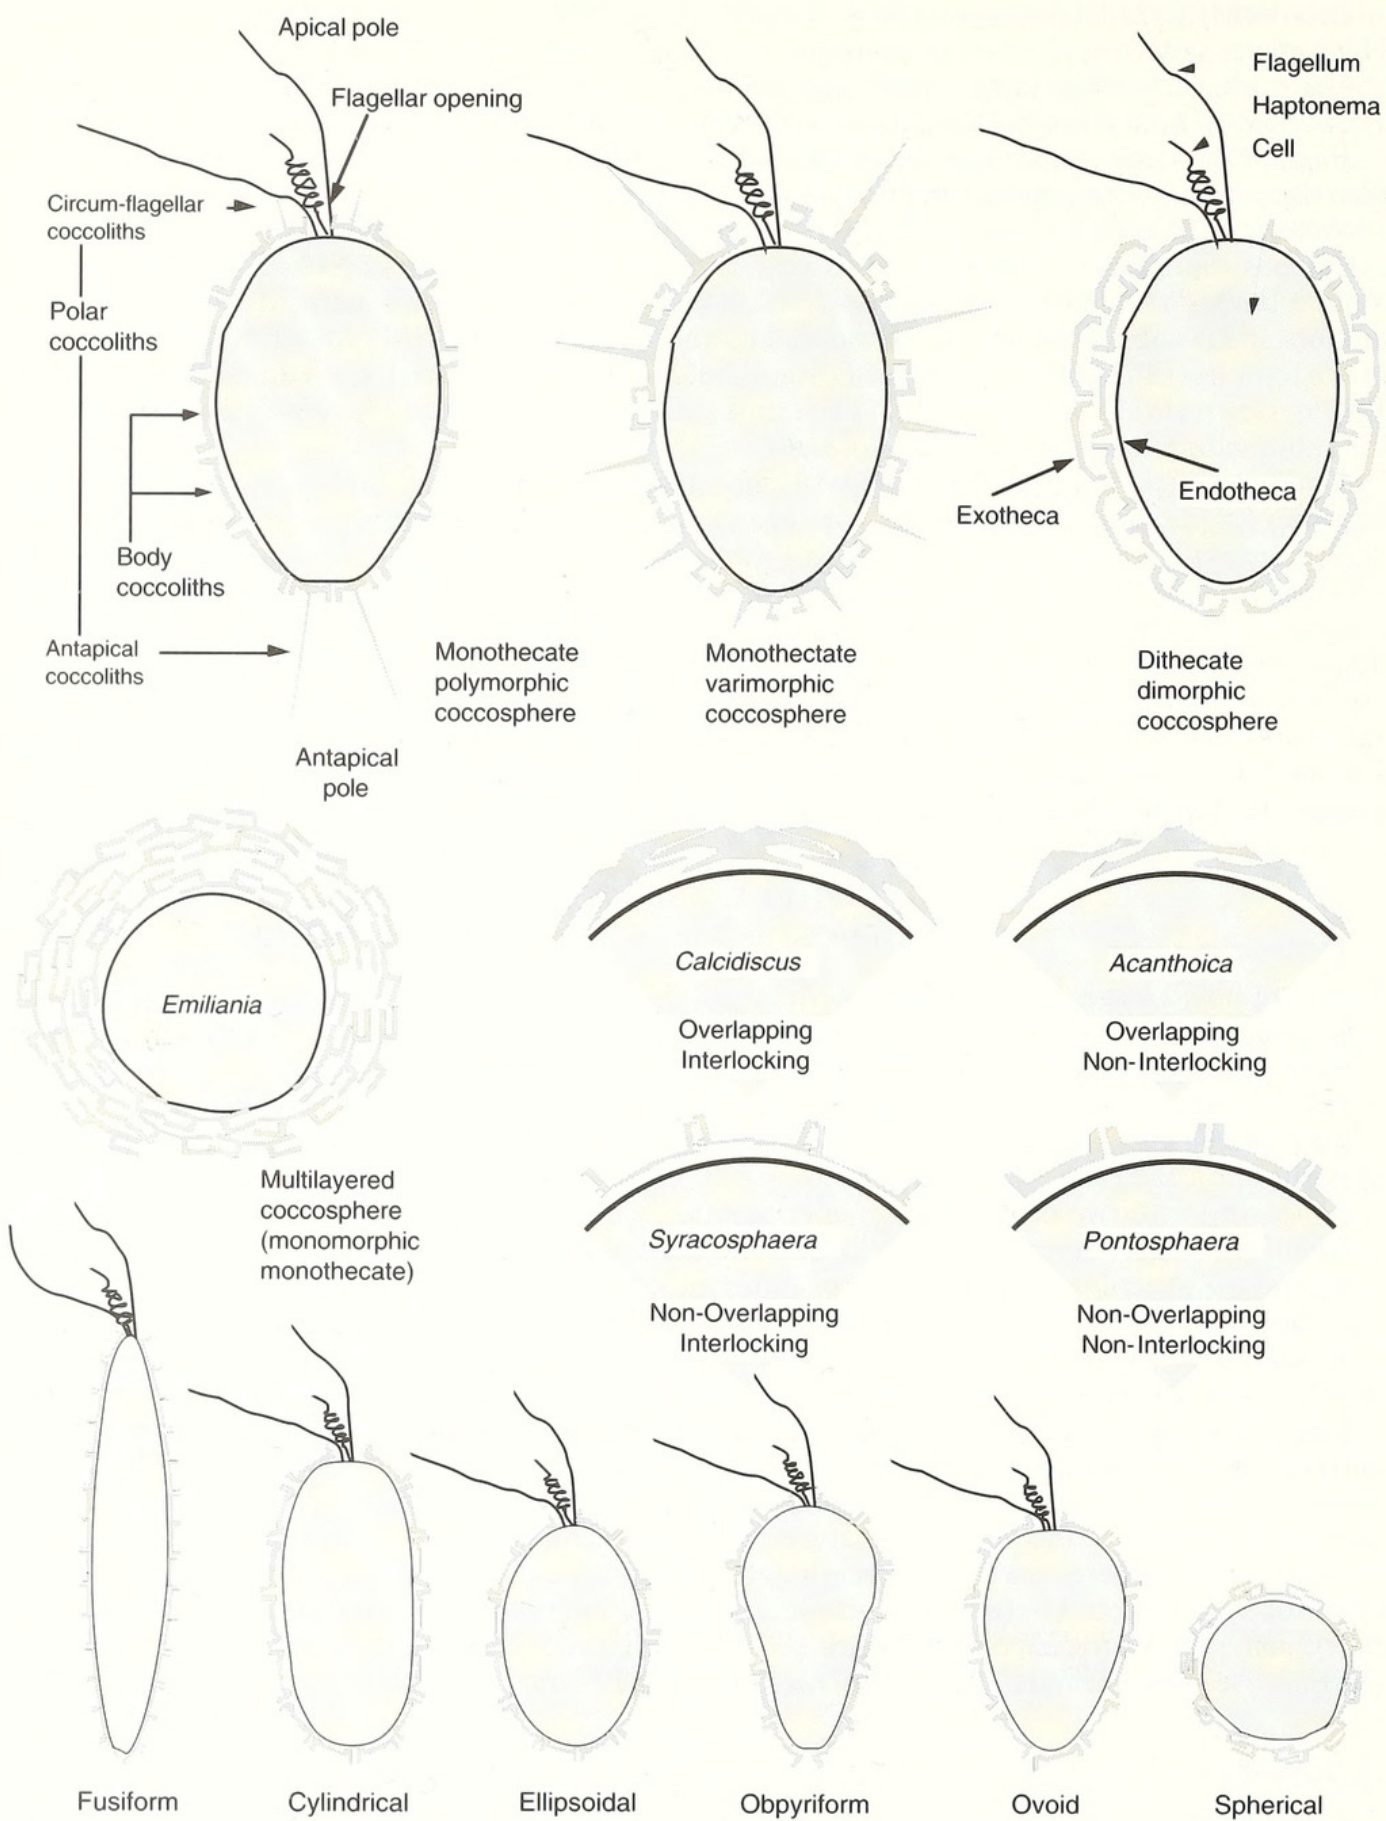 Apical pole
Flagellar opening
Circum-flagellar
coccoliths
Polar
coccoliths
Body
coccoliths
Antapical
coccoliths
Antapical
pole
Monothecate
polymorphic
coccosphere
Monothectate
varimorphic
coccosphere
Flagellum
Haptonema
Cell
Exotheca
Endotheca
Dithecate
dimorphic
coccosphere
Emiliania
Multilayered
coccosphere
(monomorphic
monothecate)
Calcidiscus
Overlapping
Interlocking
Acanthoica
Overlapping
Non-Interlocking
Syracosphaera
Non-Overlapping
Interlocking
Pontosphaera
Non-Overlapping
Non-Interlocking
Fusiform
Cylindrical
Ellipsoidal
Obpyriform
Ovoid
Spherical